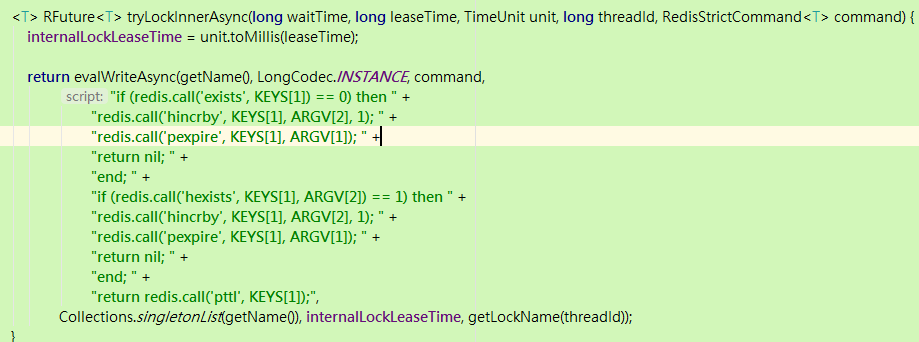 <T> RFuture<T> tryLockInnerAsync(long waitTime, long leaseTime, TimeUnit unit, long threadId, RedisStrictCommand<T> command) {
internalLockLeaseTime = unit.toMillis(leaseTime);
return evalWriteAsync(getName(), LongCodec.INSTANCE, command,
script: "if (redis.call('exists', KEYS[1]) == 0) then " +
"redis.call('hincrby', KEYS[1], ARGV[2], 1); " +
"redis.call('pexpire', KEYS[1], ARGV[1]); " +
"return nil; " +
"end; " +
"if (redis.call('hexists', KEYS[1], ARGV[2]) == 1) then " +
"redis.call('hincrby', KEYS[1], ARGV[2], 1); " +
"redis.call('pexpire', KEYS[1], ARGV[1]); " +
"return nil; " +
"end; " +
"return redis.call('pttl', KEYS[1]);",
Collections.singletonList(getName()), internalLockLeaseTime, getLockName(threadId));
}